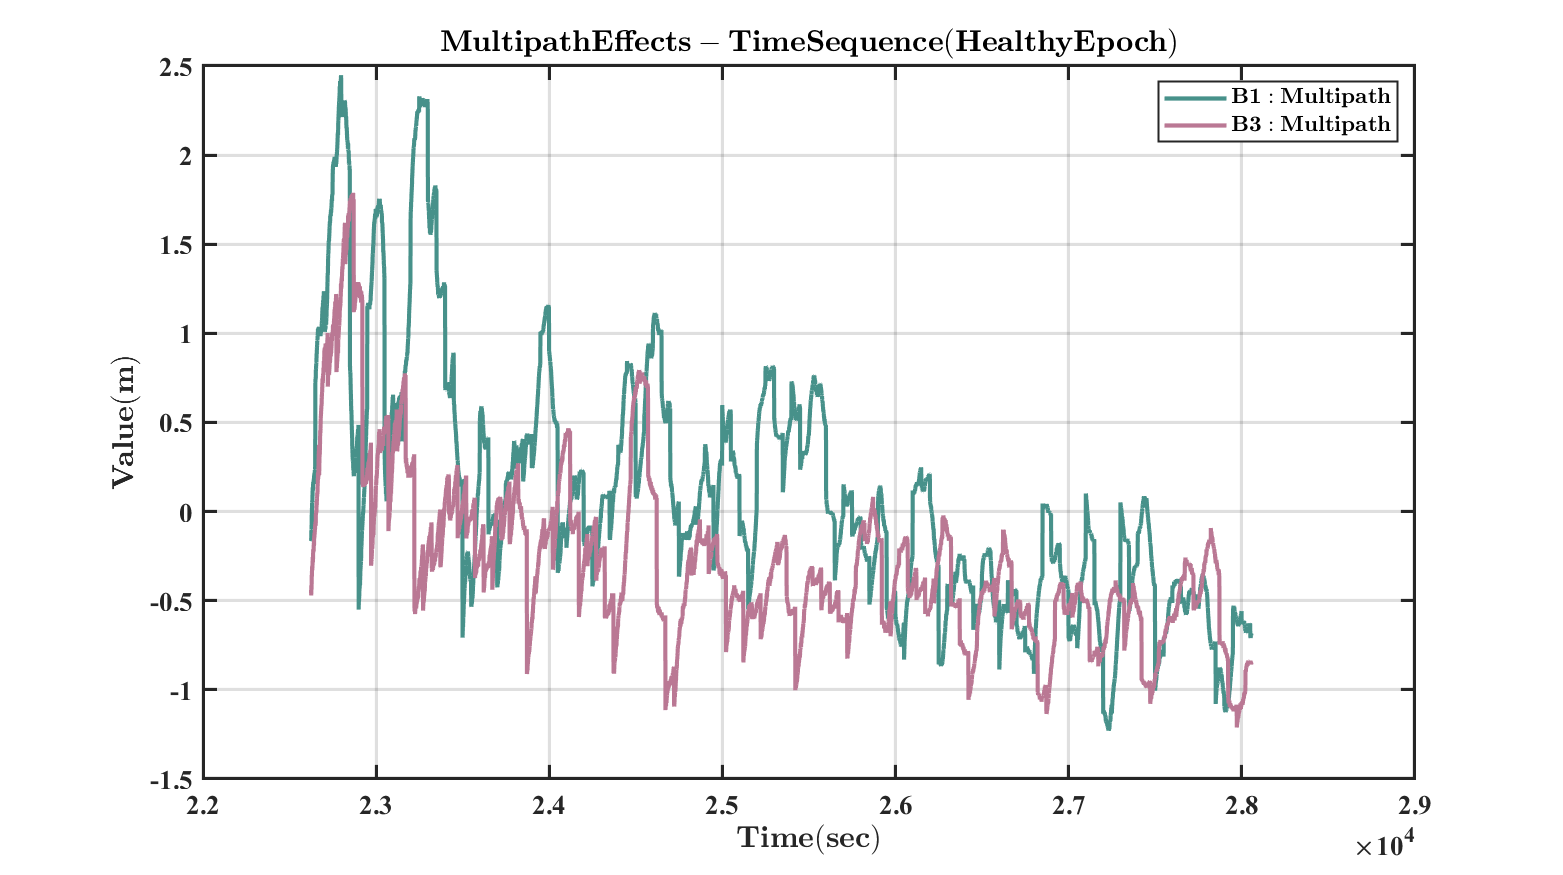 MultipathEffects – TimeSequence(HealthyEpoch)
B1 : Multipath
B3 : Multipath
Value(m)
2.5
2
1.5
1
0.5
0
-0.5
-1
-1.5
2.2 2.3 2.4 2.5 2.6 2.7 2.8 2.9
Time(sec)
×10⁴